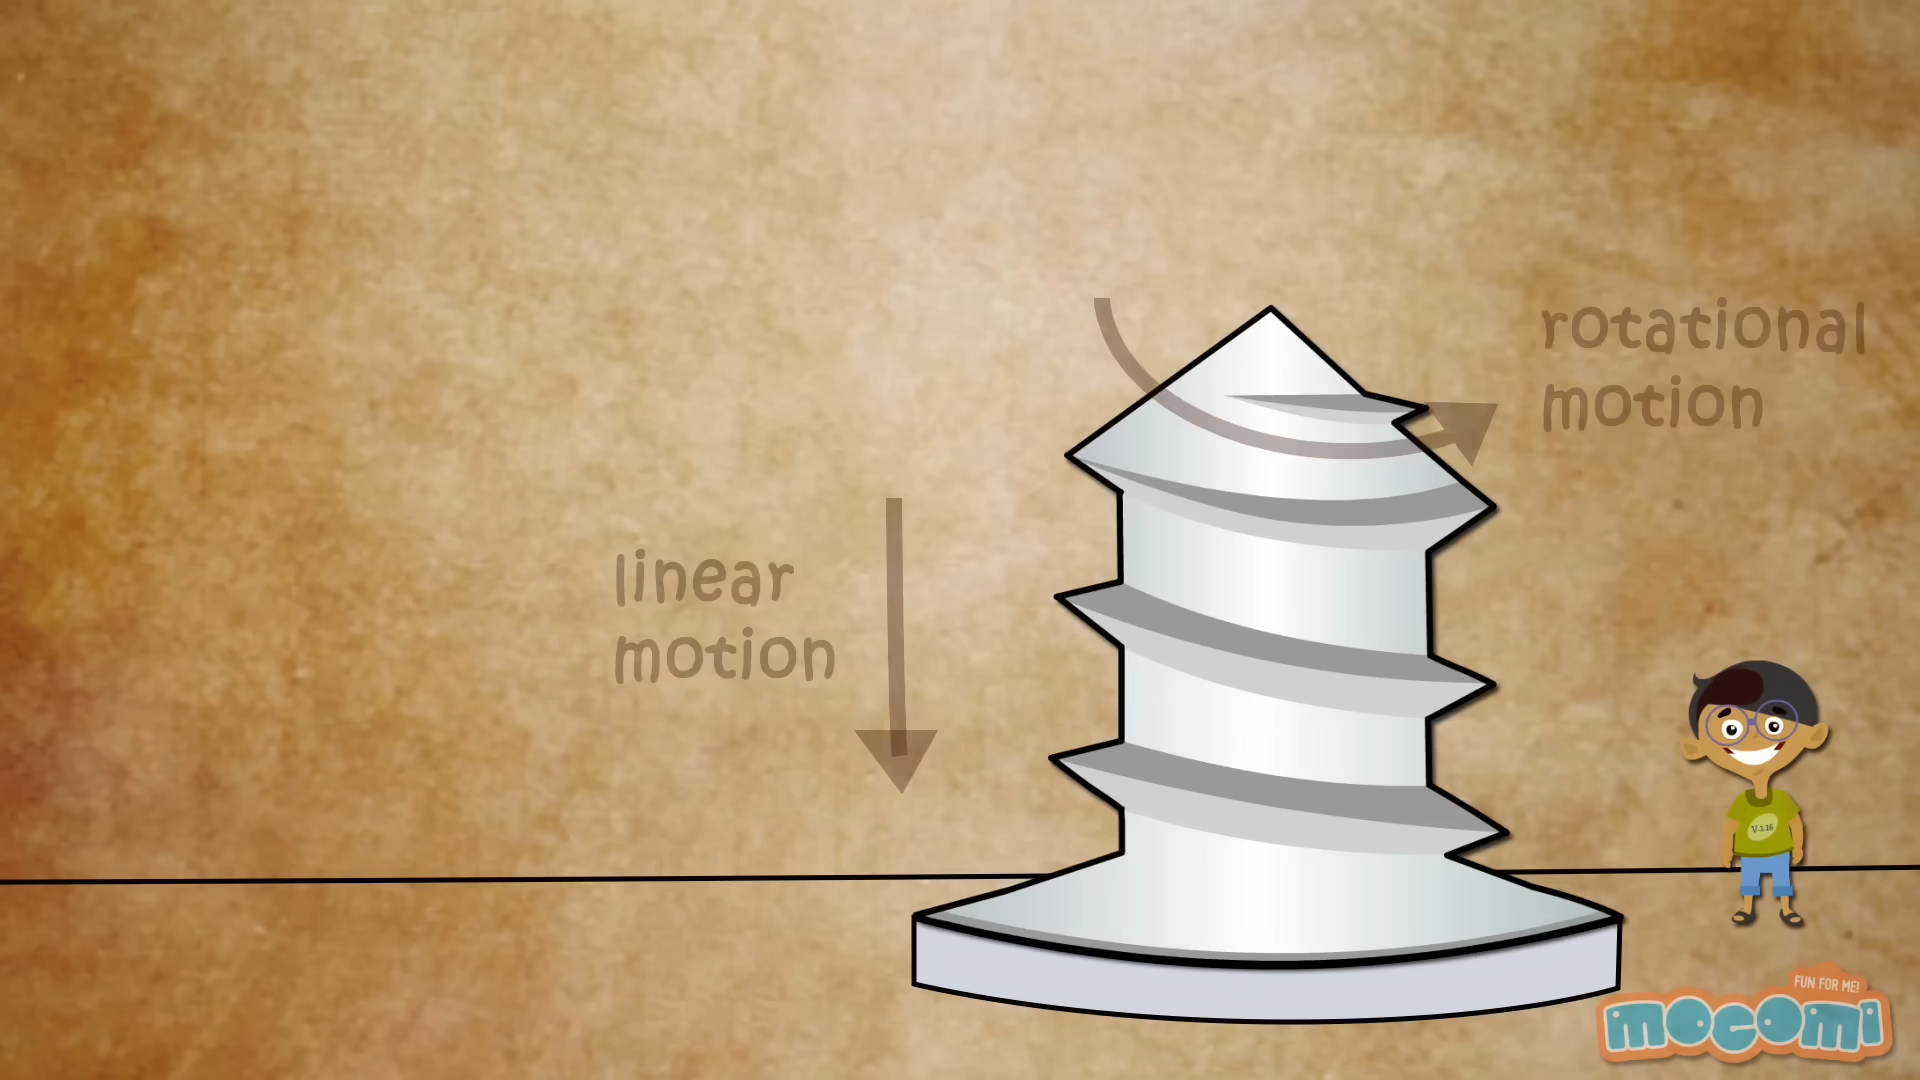 rotational
motion
linear
motion
V-1.16
FUN FOR ME!
mocomi